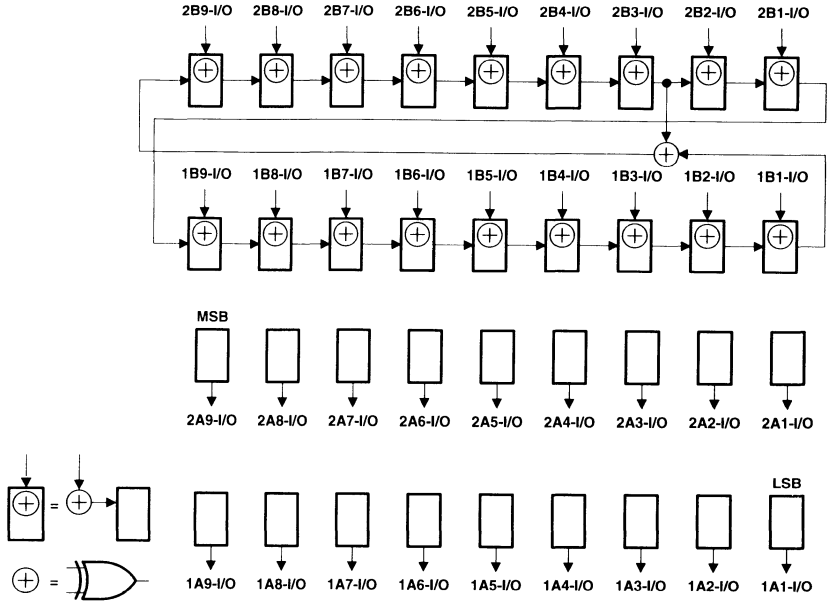 2B9-I/O 2B8-I/O 2B7-I/O 2B6-I/O 2B5-I/O 2B4-I/O 2B3-I/O 2B2-I/O 2B1-I/O
1B9-I/O 1B8-I/O 1B7-I/O 1B6-I/O 1B5-I/O 1B4-I/O 1B3-I/O 1B2-I/O 1B1-I/O
MSB
2A9-I/O 2A8-I/O 2A7-I/O 2A6-I/O 2A5-I/O 2A4-I/O 2A3-I/O 2A2-I/O 2A1-I/O
LSB
=
1A9-I/O 1A8-I/O 1A7-I/O 1A6-I/O 1A5-I/O 1A4-I/O 1A3-I/O 1A2-I/O 1A1-I/O
=